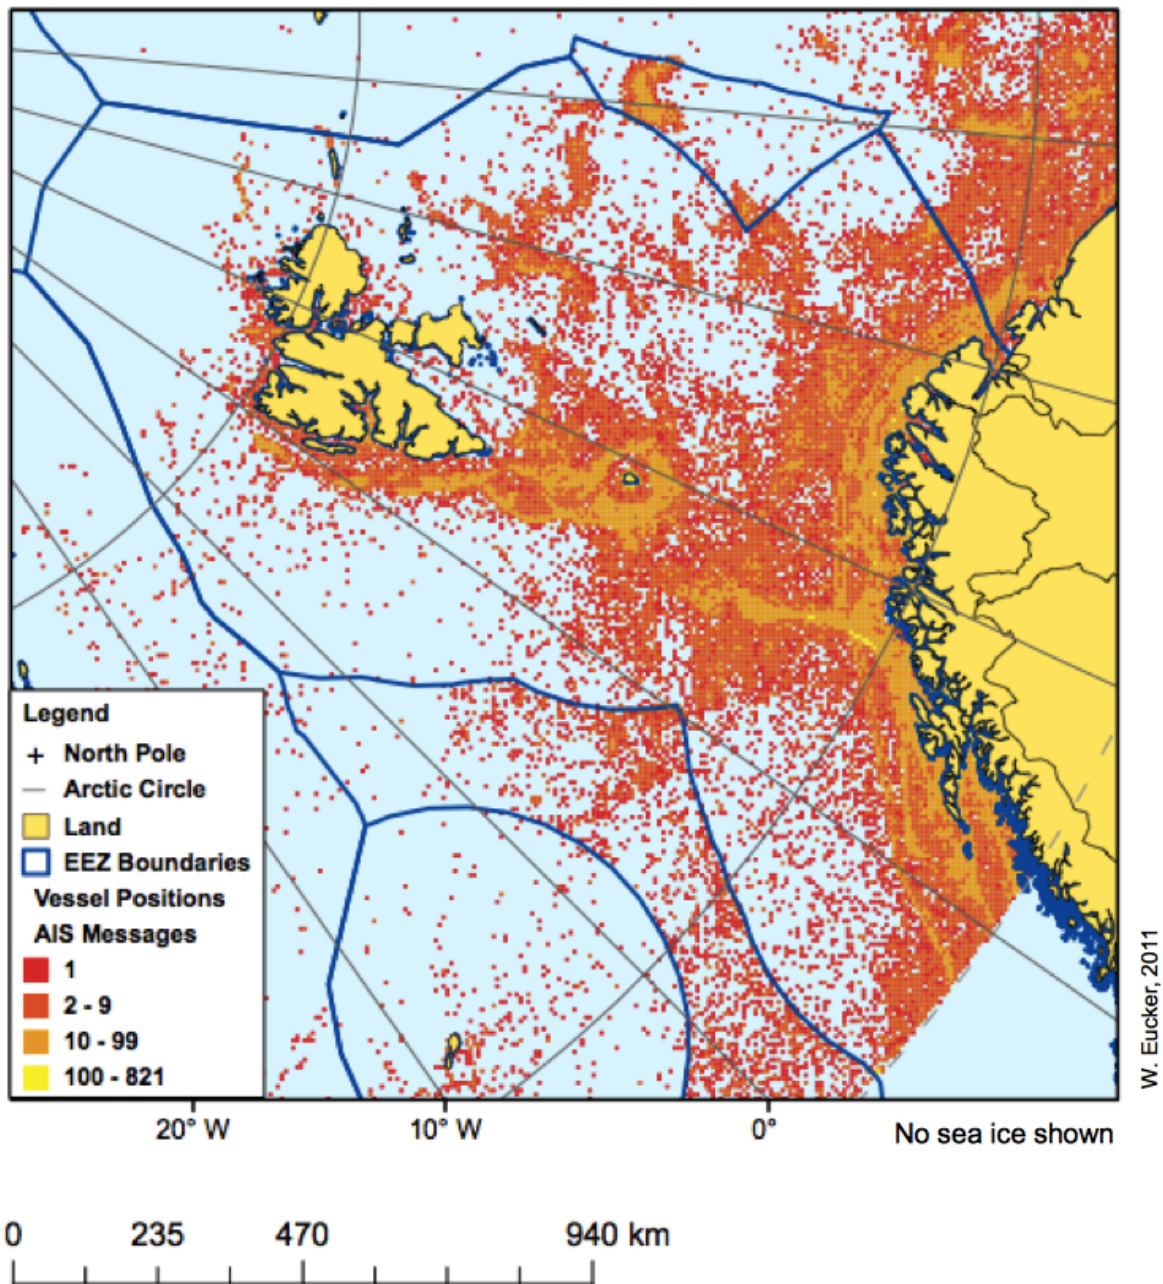 Legend
+ North Pole
Arctic Circle
Land
EEZ Boundaries
Vessel Positions
AIS Messages
1
2 - 9
10 - 99
100 - 821
W. Eucker, 2011
20° W 10° W 0° No sea ice shown
0 235 470 940 km